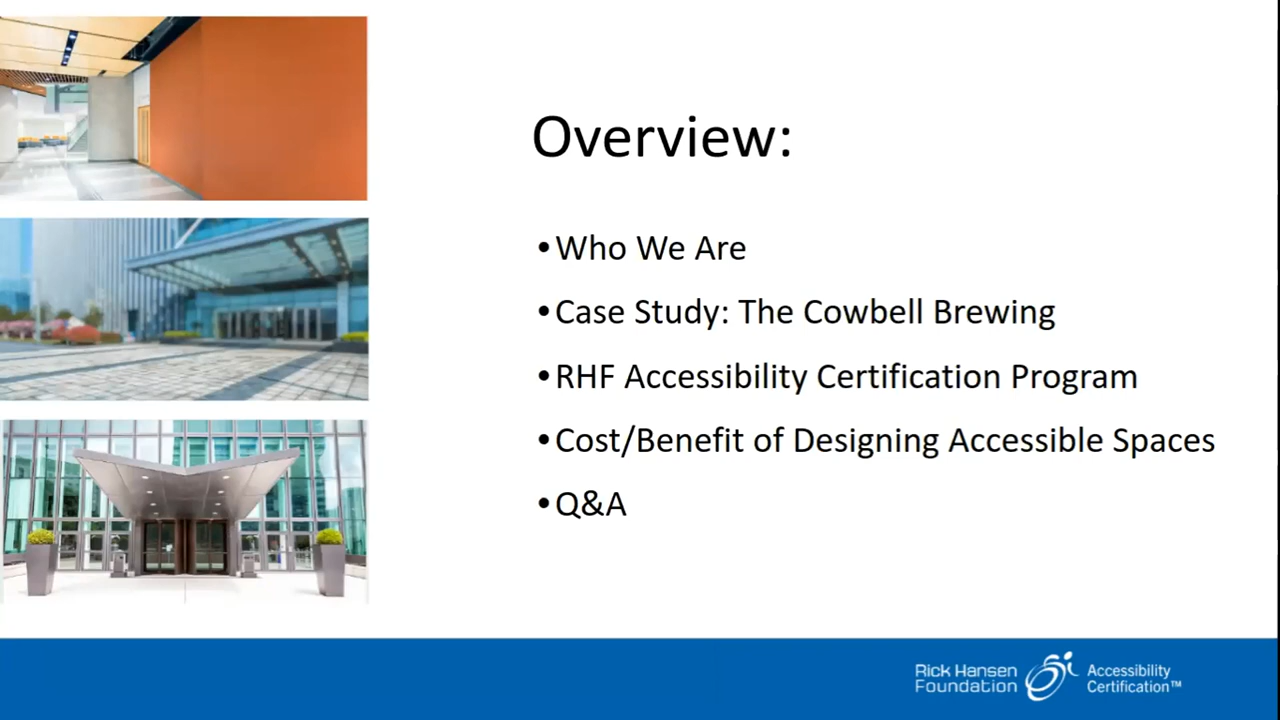 Overview:
•Who We Are
•Case Study: The Cowbell Brewing
•RHF Accessibility Certification Program
•Cost/Benefit of Designing Accessible Spaces
•Q&A
Rick Hansen
Foundation
Accessibility
Certification™